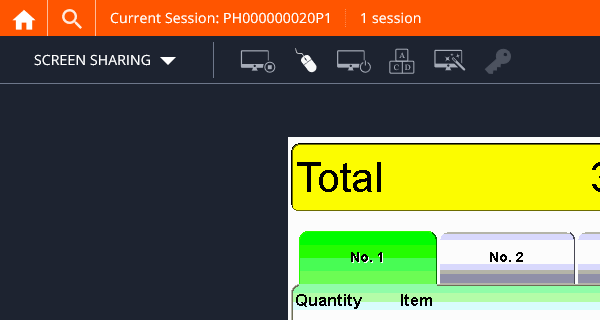 Current Session: PH000000020P1 1 session
SCREEN SHARING
A
C D
Total 3
No. 1 No. 2
Quantity Item